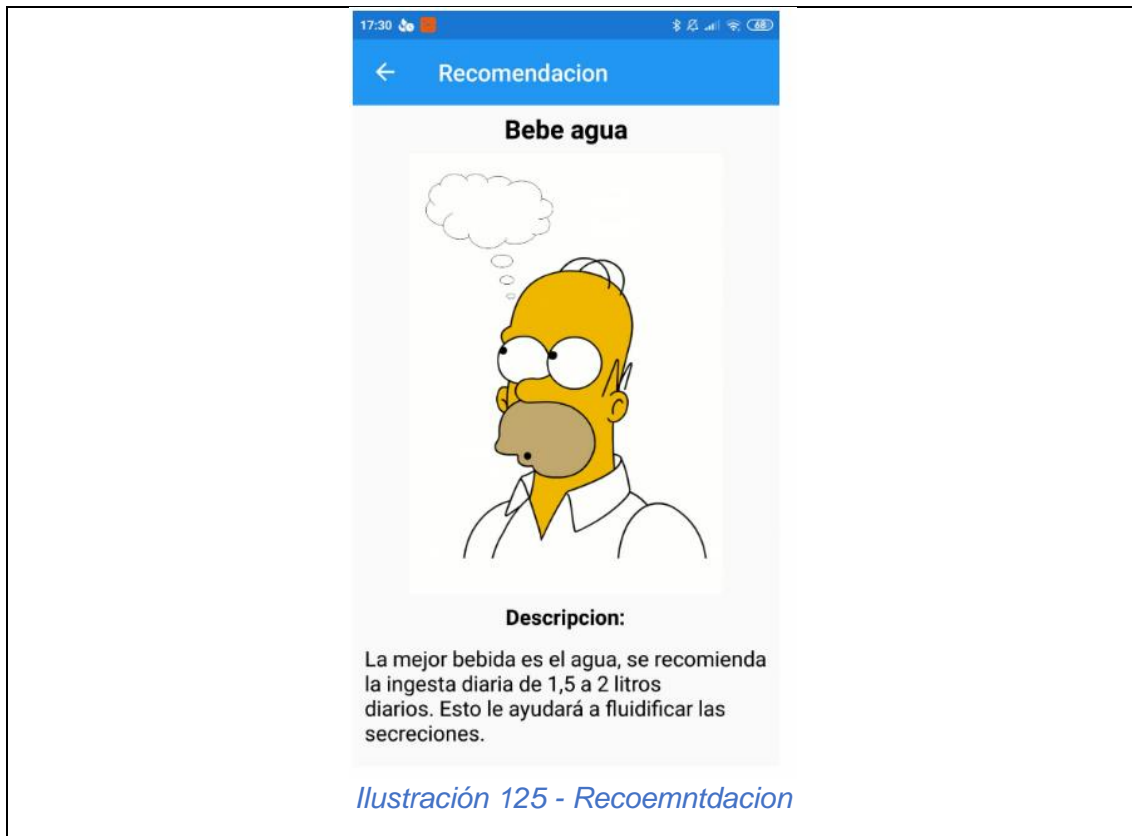 17:30
68
Recomendacion
Bebe agua
Descripcion:
La mejor bebida es el agua, se recomienda
la ingesta diaria de 1,5 a 2 litros
diarios. Esto le ayudará a fluidificar las
secreciones.
Ilustración 125 - Recoemntdacion